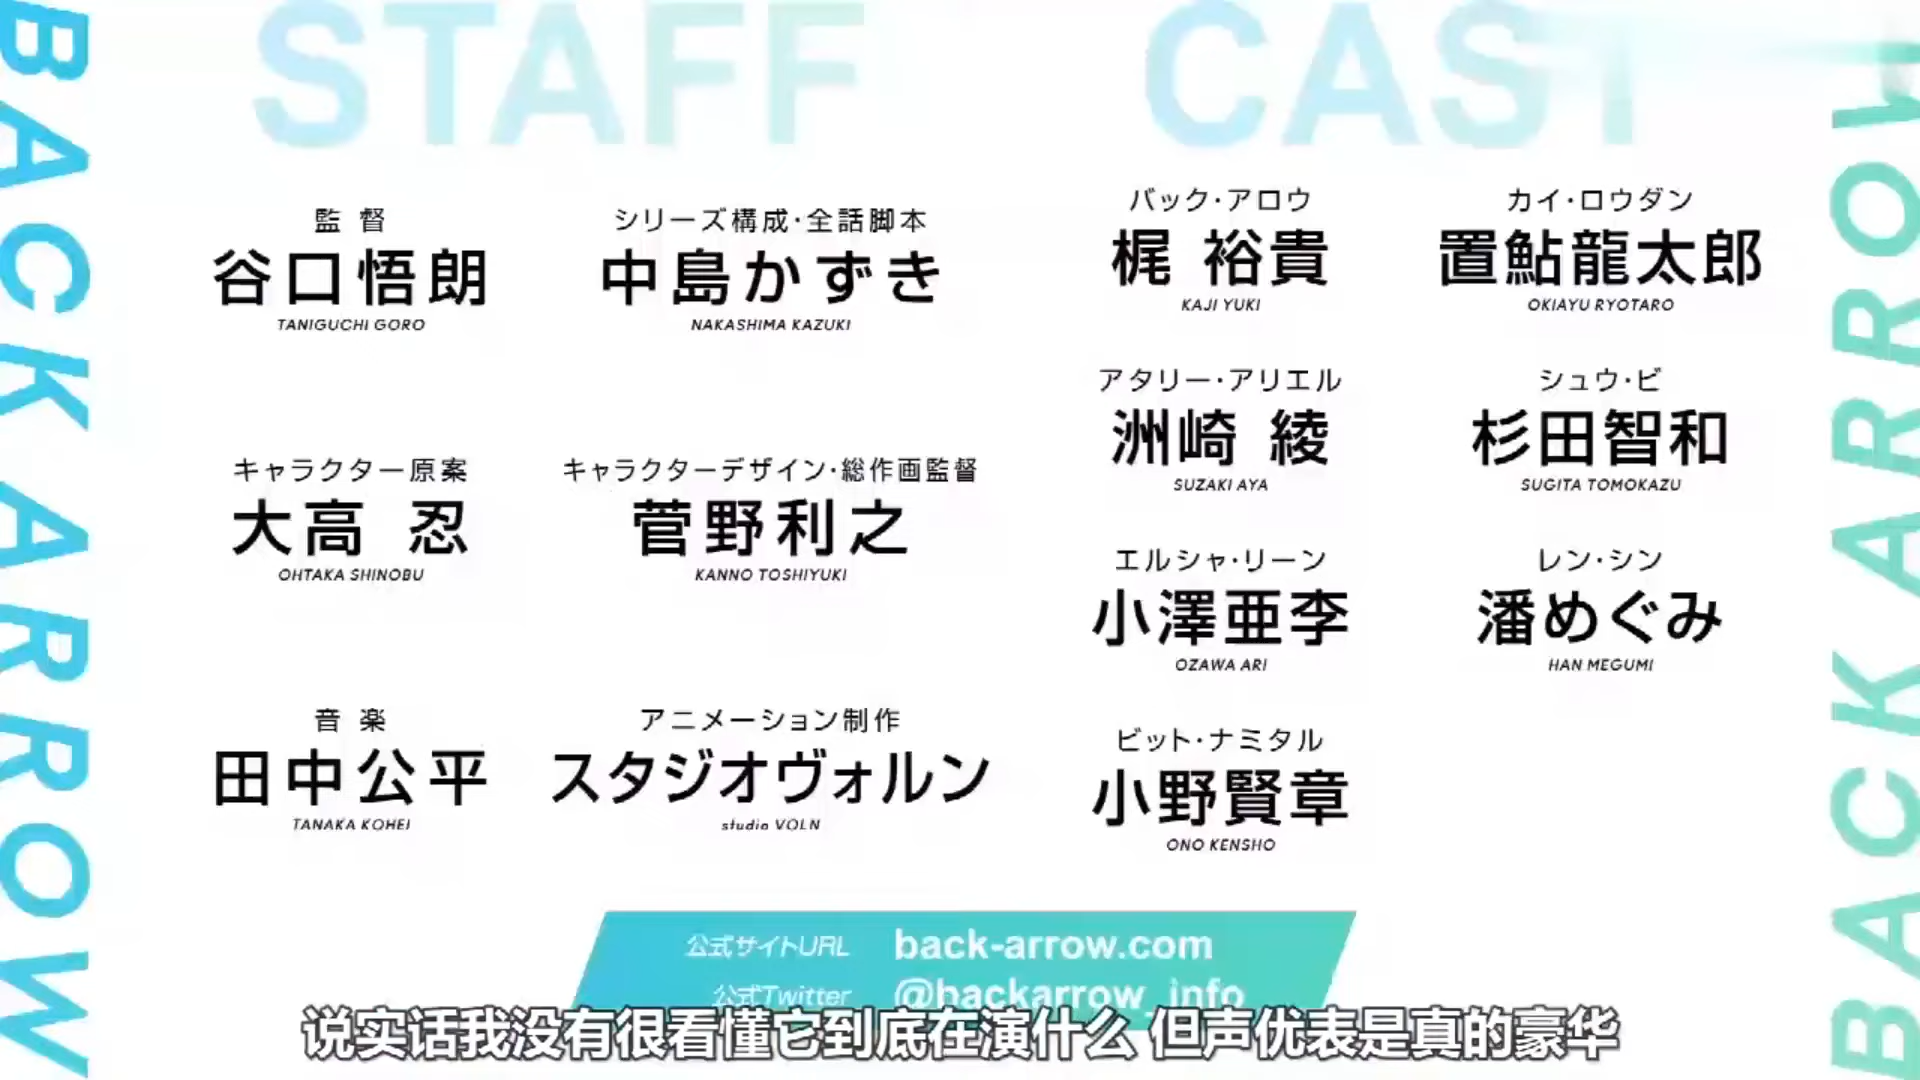 BACK ARROW
STAFF
監督
谷口悟朗
TANIGUCHI GORO
シリーズ構成・全話脚本
中島かずき
NAKASHIMA KAZUKI
キャラクター原案
大高 忍
OHTAKA SHINOBU
キャラクターデザイン・総作画監督
菅野利之
KANNO TOSHIYUKI
音楽
田中公平
TANAKA KOHEI
アニメーション制作
スタジオヴォルン
studio VOLN
CAST
バック・アロウ
梶 裕貴
KAJI YUKI
カイ・ロウダン
置鮎龍太郎
OKIAYU RYOTARO
アタリー・アリエル
洲崎 綾
SUZAKI AYA
シュウ・ビ
杉田智和
SUGITA TOMOKAZU
エルシャ・リーン
小澤亜李
OZAWA ARI
レン・シン
潘めぐみ
HAN MEGUMI
ビット・ナミタル
小野賢章
ONO KENSHO
BACK ARROW
公式サイトURL back-arrow.com
公式Twitter @backarrow_info
说实话我没有很看懂它到底在演什么 但声优表是真的豪华